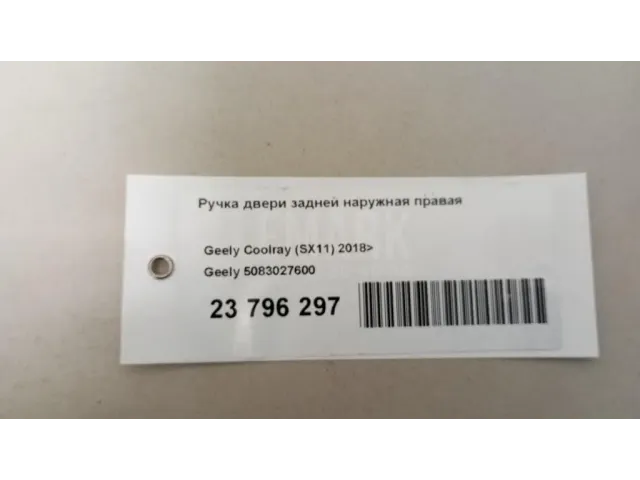 Ручка двери задней наружная правая
Geely Coolray (SX11) 2018>
Geely 5083027600
23 796 297